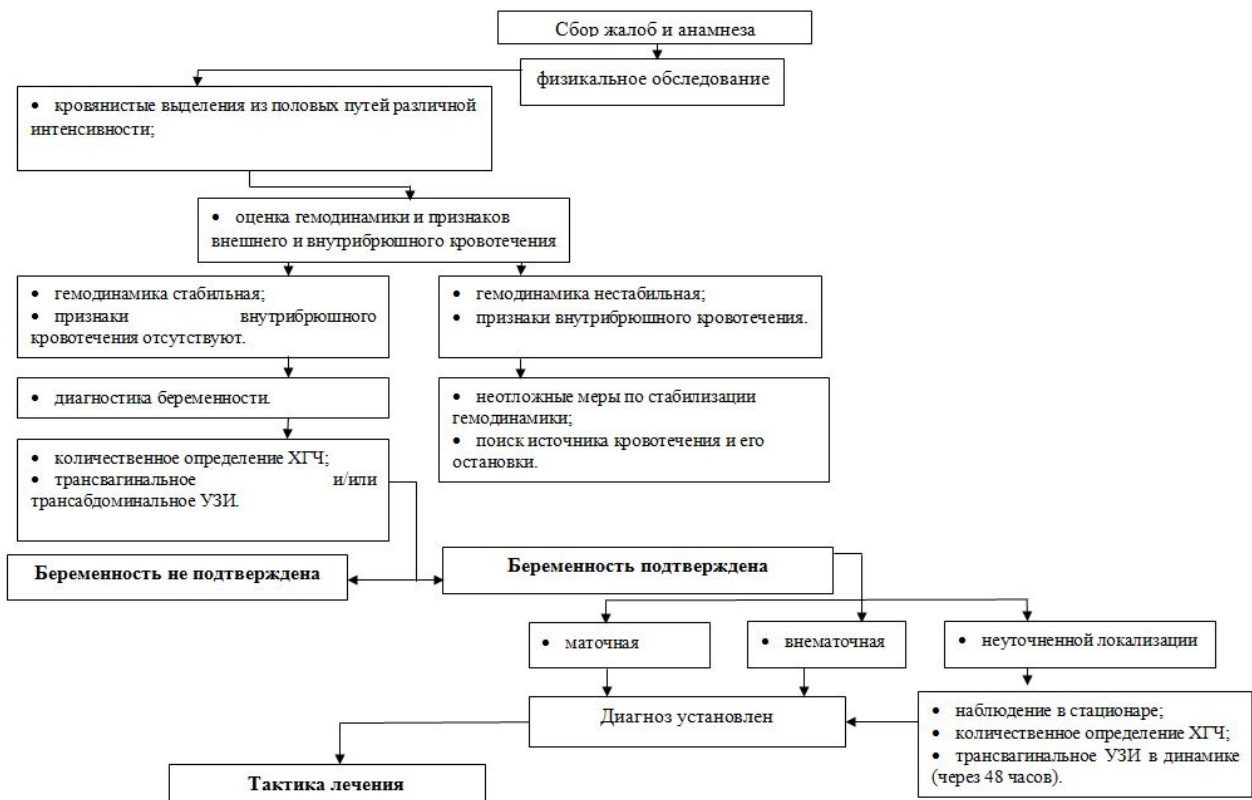 Сбор жалоб и анамнеза
физикальное обследование
• кровянистые выделения из половых путей различной
интенсивности;
• оценка гемодинамики и признаков
внешнего и внутрибрюшного кровотечения
• гемодинамика стабильная;
• признаки внутрибрюшного
кровотечения отсутствуют.
• гемодинамика нестабильная;
• признаки внутрибрюшного кровотечения.
• диагностика беременности.
• неотложные меры по стабилизации
гемодинамики;
• поиск источника кровотечения и его
остановки.
• количественное определение ХГЧ;
• трансвагинальное и/или
трансабдоминальное УЗИ.
Беременность не подтверждена
Беременность подтверждена
• маточная
• внематочная
• неуточненной локализации
Диагноз установлен
• наблюдение в стационаре;
• количественное определение ХГЧ;
• трансвагинальное УЗИ в динамике
(через 48 часов).
Тактика лечения